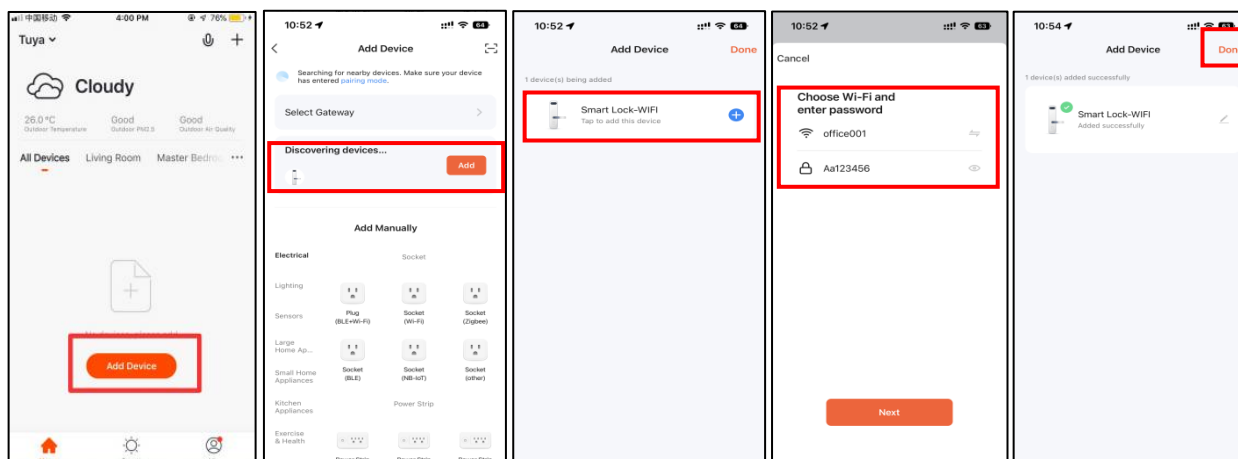 中国移动 4:00 PM 76%
Tuya
Cloudy
26.0°C Good Good
Outdoor Temperature Outdoor PM2.5 Outdoor Air Quality
All Devices Living Room Master Bedro
Add Device
10:52 64
Add Device
Searching for nearby devices. Make sure your device
has entered pairing mode.
Select Gateway
Discovering devices...
Add
Add Manually
Electrical Socket
Lighting
Sensors
Large
Home Ap...
Small Home
Appliances
Kitchen
Appliances
Exercise
& Health
Plug
(BLE+Wi-Fi)
Socket
(Wi-Fi)
Socket
(Zigbee)
Socket
(BLE)
Socket
(NB-IoT)
Socket
(other)
Power Strip
10:52 64
Add Device Done
1 device(s) being added
Smart Lock-WIFI
Tap to add this device
10:52 63
Cancel
Choose Wi-Fi and
enter password
office001
Aa123456
Next
10:54 63
Add Device Don
1 device(s) added successfully
Smart Lock-WIFI
Added successfully